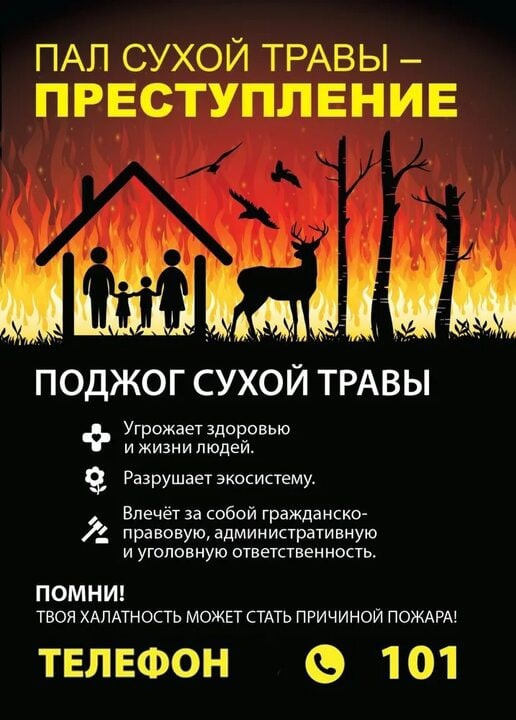 ПАЛ СУХОЙ ТРАВЫ –
ПРЕСТУПЛЕНИЕ
ПОДЖОГ СУХОЙ ТРАВЫ
Угрожает здоровью
и жизни людей.
Разрушает экосистему.
Влечёт за собой гражданско-
правовую, административную
и уголовную ответственность.
ПОМНИ!
ТВОЯ ХАЛАТНОСТЬ МОЖЕТ СТАТЬ ПРИЧИНОЙ ПОЖАРА!
ТЕЛЕФОН 101